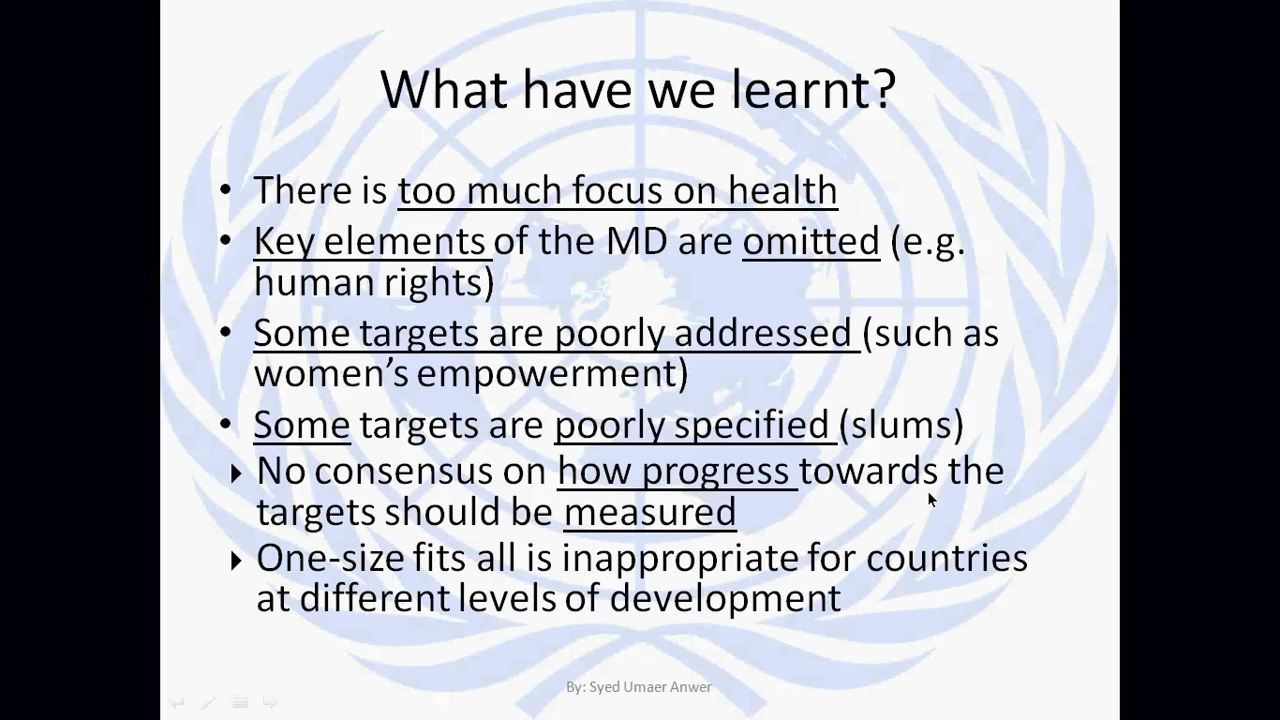 What have we learnt?
• There is too much focus on health
• Key elements of the MD are omitted (e.g.
human rights)
• Some targets are poorly addressed (such as
women’s empowerment)
• Some targets are poorly specified (slums)
No consensus on how progress towards the
targets should be measured
One-size fits all is inappropriate for countries
at different levels of development
By: Syed Umaer Anwer